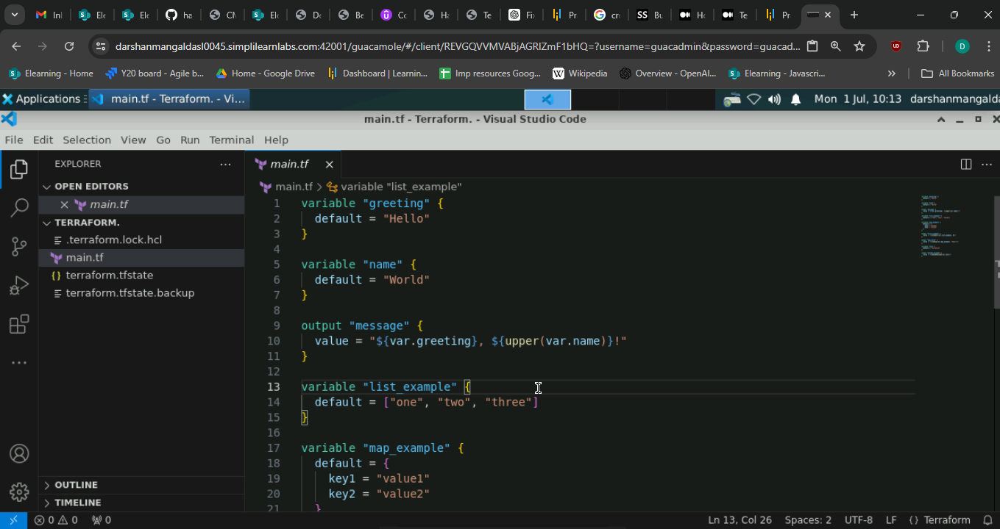 In
Ele
Ele
ha
CI
Ele
De
Be
Cc
Ha
Te
Fi
Pr
cr
Bu
Ho
Te
Pr
darshanmangaldasl0045.simplilearnlabs.com:42001/guacamole/#/client/REVGQVVMVABjAGRIZmF1bHQ=?username=guacadmin&password=guacad...
Elearning - Home
Y20 board - Agile b...
Home - Google Drive
Dashboard | Learnin...
Imp resources Goog...
Wikipedia
Overview - OpenAI...
Elearning - Javascri...
All Bookmarks
Applications
main.tf - Terraform. - Vi...
Mon 1 Jul, 10:13 darshanmangalda
main.tf - Terraform. - Visual Studio Code
File Edit Selection View Go Run Terminal Help
EXPLORER
OPEN EDITORS
main.tf
TERRAFORM.
.terraform.lock.hcl
main.tf
terraform.tfstate
terraform.tfstate.backup
OUTLINE
TIMELINE
main.tf
main.tf > variable "list_example"
1 variable "greeting" {
2 default = "Hello"
3 }
4
5 variable "name" {
6 default = "World"
7 }
8
9 output "message" {
10 value = "${var.greeting}, ${upper(var.name)}!"
11 }
12
13 variable "list_example" {
14 default = ["one", "two", "three"]
15 }
16
17 variable "map_example" {
18 default = {
19 key1 = "value1"
20 key2 = "value2"
21 }
0 0 0
Ln 13, Col 26 Spaces: 2 UTF-8 LF {} Terraform